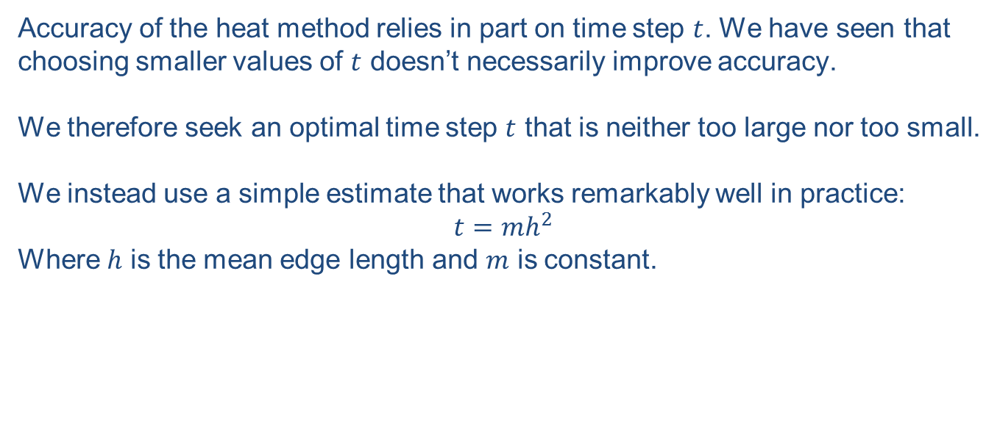 Accuracy of the heat method relies in part on time step t. We have seen that
choosing smaller values of t doesn’t necessarily improve accuracy.
We therefore seek an optimal time step t that is neither too large nor too small.
We instead use a simple estimate that works remarkably well in practice:
t = mh²
Where h is the mean edge length and m is constant.